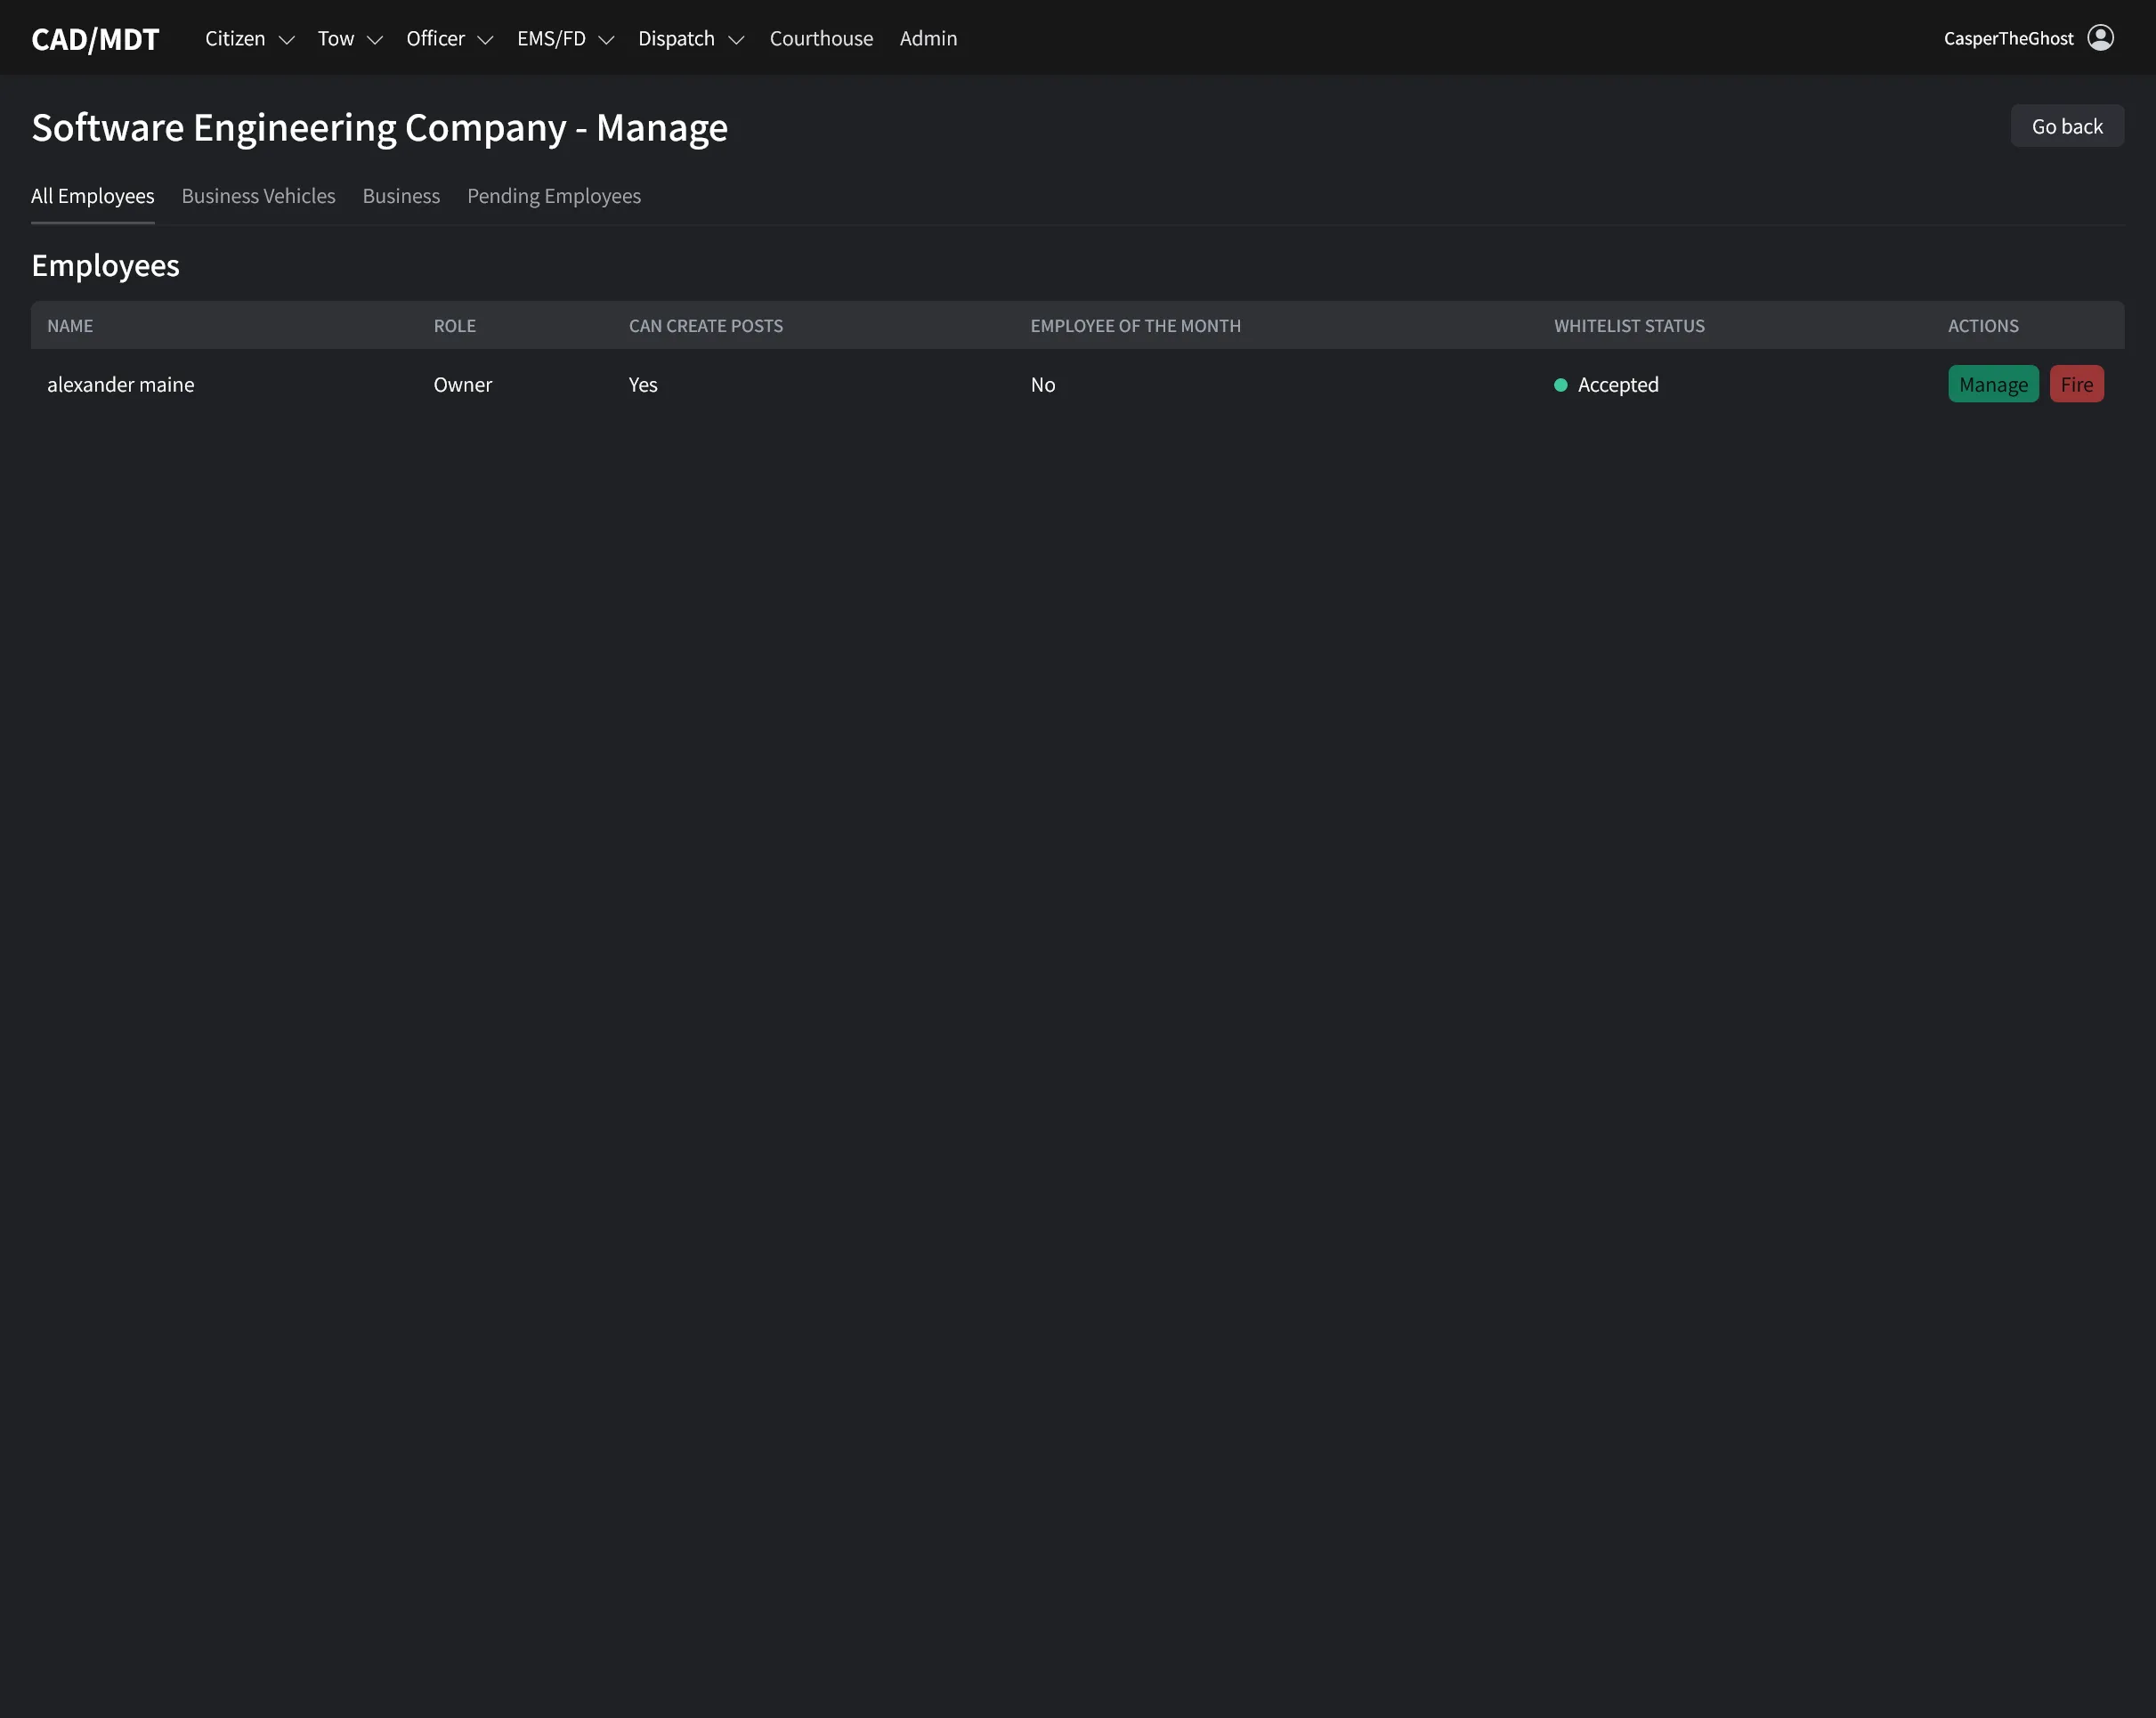 CAD/MDT Citizen Tow Officer EMS/FD Dispatch Courthouse Admin CasperTheGhost
Software Engineering Company - Manage Go back
All Employees Business Vehicles Business Pending Employees
Employees
NAME ROLE CAN CREATE POSTS EMPLOYEE OF THE MONTH WHITELIST STATUS ACTIONS
alexander maine Owner Yes No Accepted Manage Fire